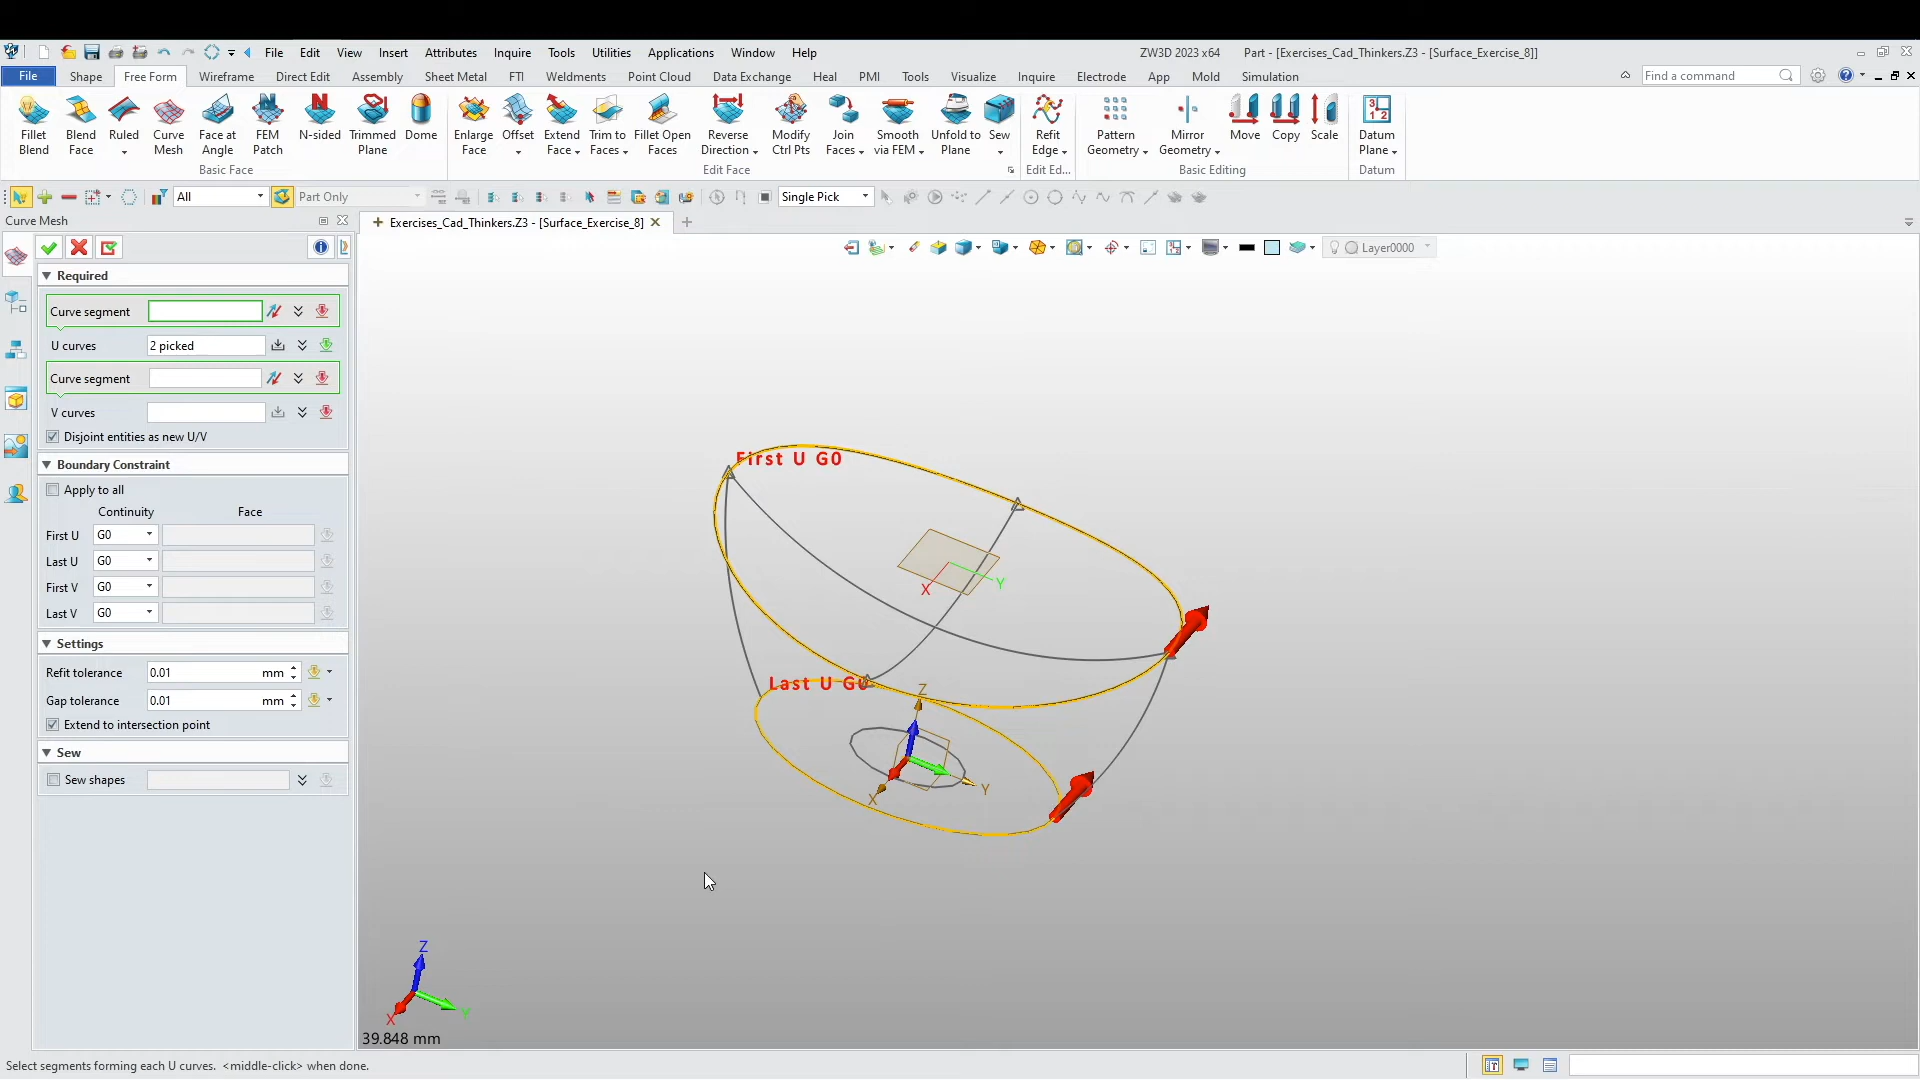 File Edit View Insert Attributes Inquire Tools Utilities Applications Window Help
ZW3D 2023 x64 Part - [Exercises_Cad_Thinkers.Z3 - [Surface_Exercise_8]]
File Shape Free Form Wireframe Direct Edit Assembly Sheet Metal FTI Weldments Point Cloud Data Exchange Heal PMI Tools Visualize Inquire Electrode App Mold Simulation
Find a command
Fillet Blend
Blend Face
Ruled
Curve Mesh
Face at Angle
FEM Patch
N-sided
Trimmed Plane
Dome
Enlarge Face
Offset
Extend Face
Trim to Faces
Fillet Open Faces
Reverse Direction
Modify Ctrl Pts
Join Faces
Smooth via FEM
Unfold to Plane
Sew
Refit Edge
Pattern Geometry
Mirror Geometry
Move
Copy
Scale
Datum Plane
Basic Face
Edit Face
Edit Ed...
Basic Editing
Datum
All
Part Only
Single Pick
Curve Mesh
Exercises_Cad_Thinkers.Z3 - [Surface_Exercise_8]
Layer0000
Required
Curve segment
U curves 2 picked
Curve segment
V curves
Disjoint entities as new U/V
Boundary Constraint
Apply to all
Continuity Face
First U G0
Last U G0
First V G0
Last V G0
Settings
Refit tolerance 0.01 mm
Gap tolerance 0.01 mm
Extend to intersection point
Sew
Sew shapes
First U G0
X Y
Last U G0
Z
X Y
Z
X Y
39.848 mm
Select segments forming each U curves. <middle-click> when done.